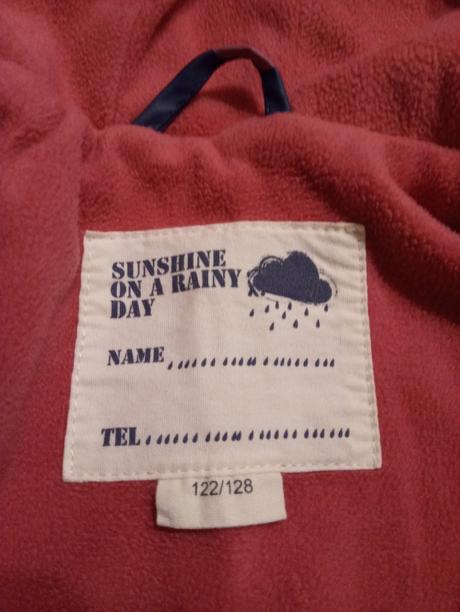 SUNSHINE
ON A RAINY
DAY
NAME
TEL
122/128